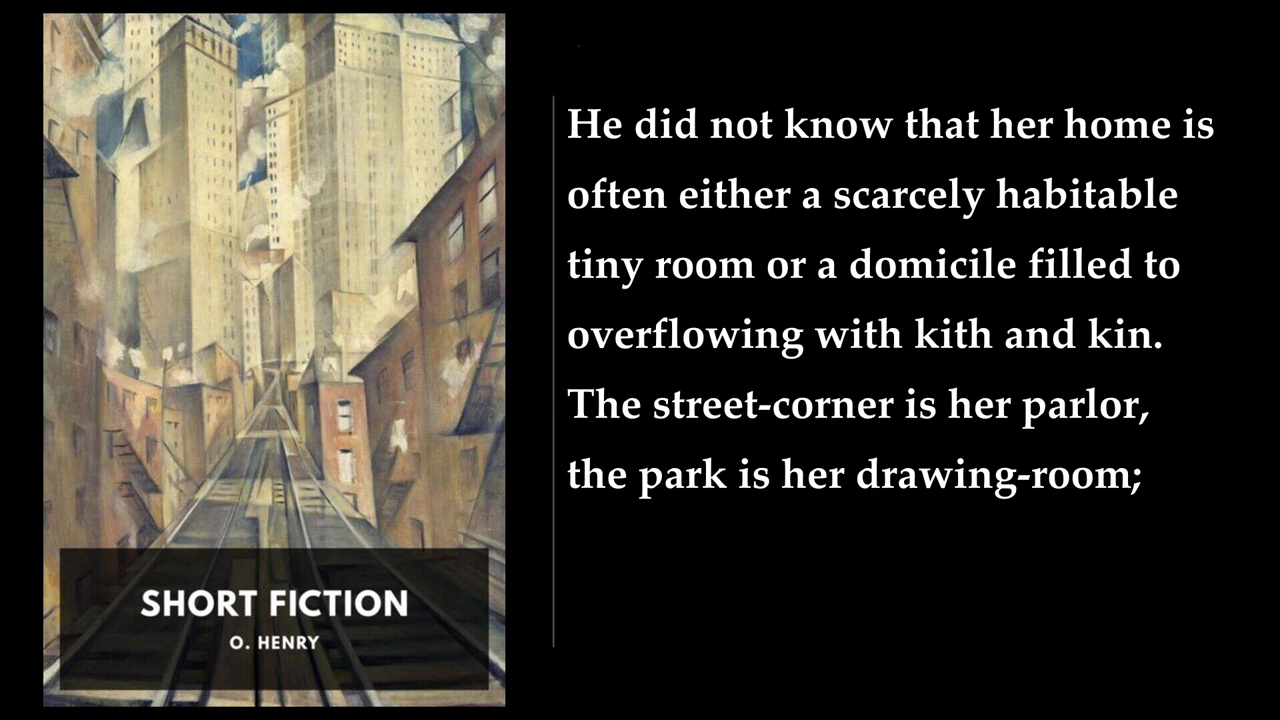 SHORT FICTION
O. HENRY
He did not know that her home is
often either a scarcely habitable
tiny room or a domicile filled to
overflowing with kith and kin.
The street-corner is her parlor,
the park is her drawing-room;